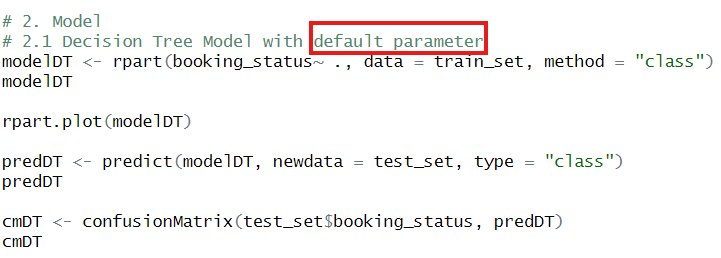 # 2. Model
# 2.1 Decision Tree Model with default parameter
modelDT <- rpart(booking_status~ ., data = train_set, method = "class")
modelDT
rpart.plot(modelDT)
predDT <- predict(modelDT, newdata = test_set, type = "class")
predDT
cmDT <- confusionMatrix(test_set$booking_status, predDT)
cmDT